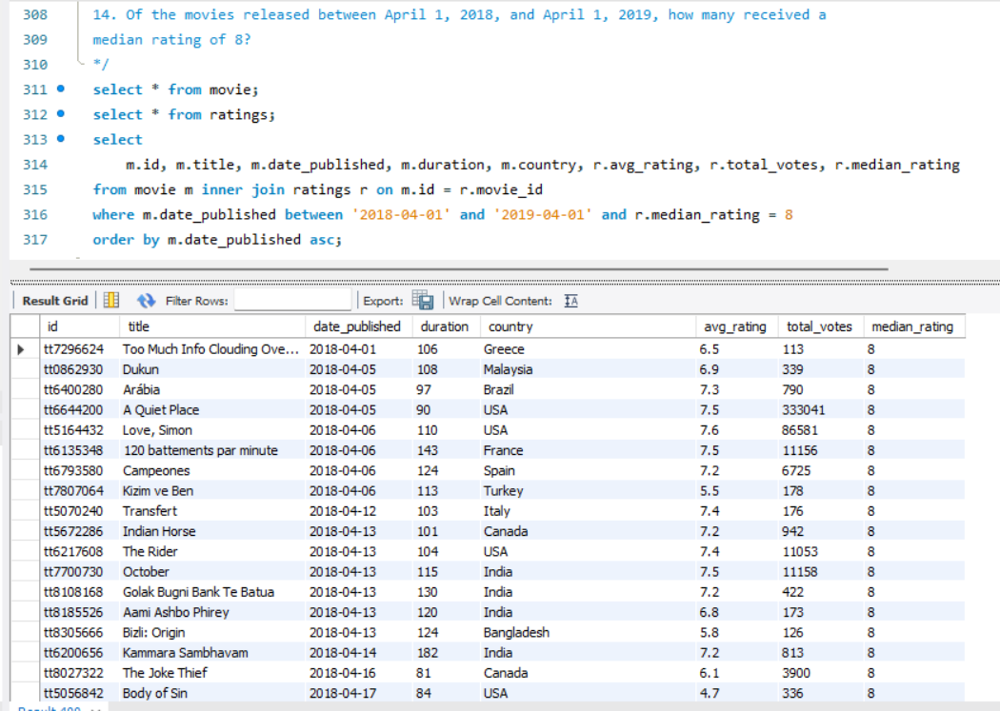 308 14. Of the movies released between April 1, 2018, and April 1, 2019, how many received a
309 median rating of 8?
310 */
311 select * from movie;
312 select * from ratings;
313 select
314 m.id, m.title, m.date_published, m.duration, m.country, r.avg_rating, r.total_votes, r.median_rating
315 from movie m inner join ratings r on m.id = r.movie_id
316 where m.date_published between '2018-04-01' and '2019-04-01' and r.median_rating = 8
317 order by m.date_published asc;
Result Grid Filter Rows: Export: Wrap Cell Content: IA
id title date_published duration country avg_rating total_votes median_rating
tt7296624 Too Much Info Clouding Ove... 2018-04-01 106 Greece 6.5 113 8
tt0862930 Dukun 2018-04-05 108 Malaysia 6.9 339 8
tt6400280 Arábia 2018-04-05 97 Brazil 7.3 790 8
tt6644200 A Quiet Place 2018-04-05 90 USA 7.5 333041 8
tt5164432 Love, Simon 2018-04-06 110 USA 7.6 86581 8
tt6135348 120 battements par minute 2018-04-06 143 France 7.5 11156 8
tt6793580 Campeones 2018-04-06 124 Spain 7.2 6725 8
tt7807064 Kizim ve Ben 2018-04-06 113 Turkey 5.5 178 8
tt5070240 Transfert 2018-04-12 103 Italy 7.4 176 8
tt5672286 Indian Horse 2018-04-13 101 Canada 7.2 942 8
tt6217608 The Rider 2018-04-13 104 USA 7.4 11053 8
tt7700730 October 2018-04-13 115 India 7.5 11158 8
tt8108168 Golak Bugni Bank Te Batua 2018-04-13 130 India 7.2 422 8
tt8185526 Aami Ashbo Phirey 2018-04-13 120 India 6.8 173 8
tt8305666 Bizli: Origin 2018-04-13 124 Bangladesh 5.8 126 8
tt6200656 Kammara Sambhavam 2018-04-14 182 India 7.2 813 8
tt8027322 The Joke Thief 2018-04-16 81 Canada 6.1 3900 8
tt5056842 Body of Sin 2018-04-17 84 USA 4.7 336 8